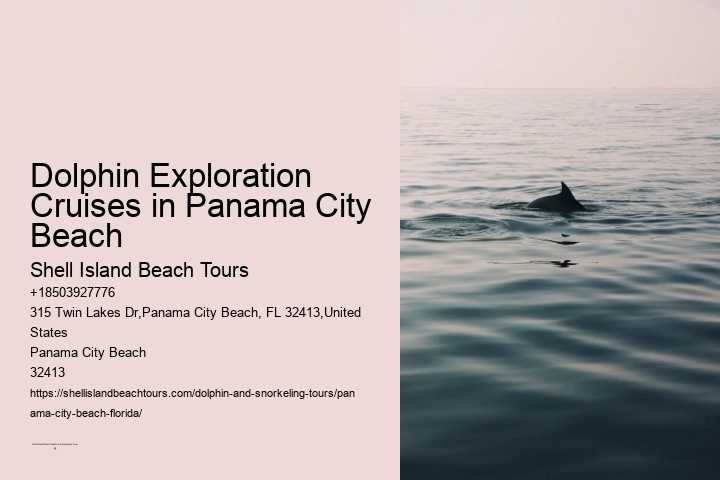 Dolphin Exploration
Cruises in Panama City
Beach
Shell Island Beach Tours
+18503927776
315 Twin Lakes Dr,Panama City Beach, FL 32413,United
States
Panama City Beach
32413
https://shellislandbeachtours.com/dolphin-and-snorkeling-tours/pan
ama-city-beach-florida/